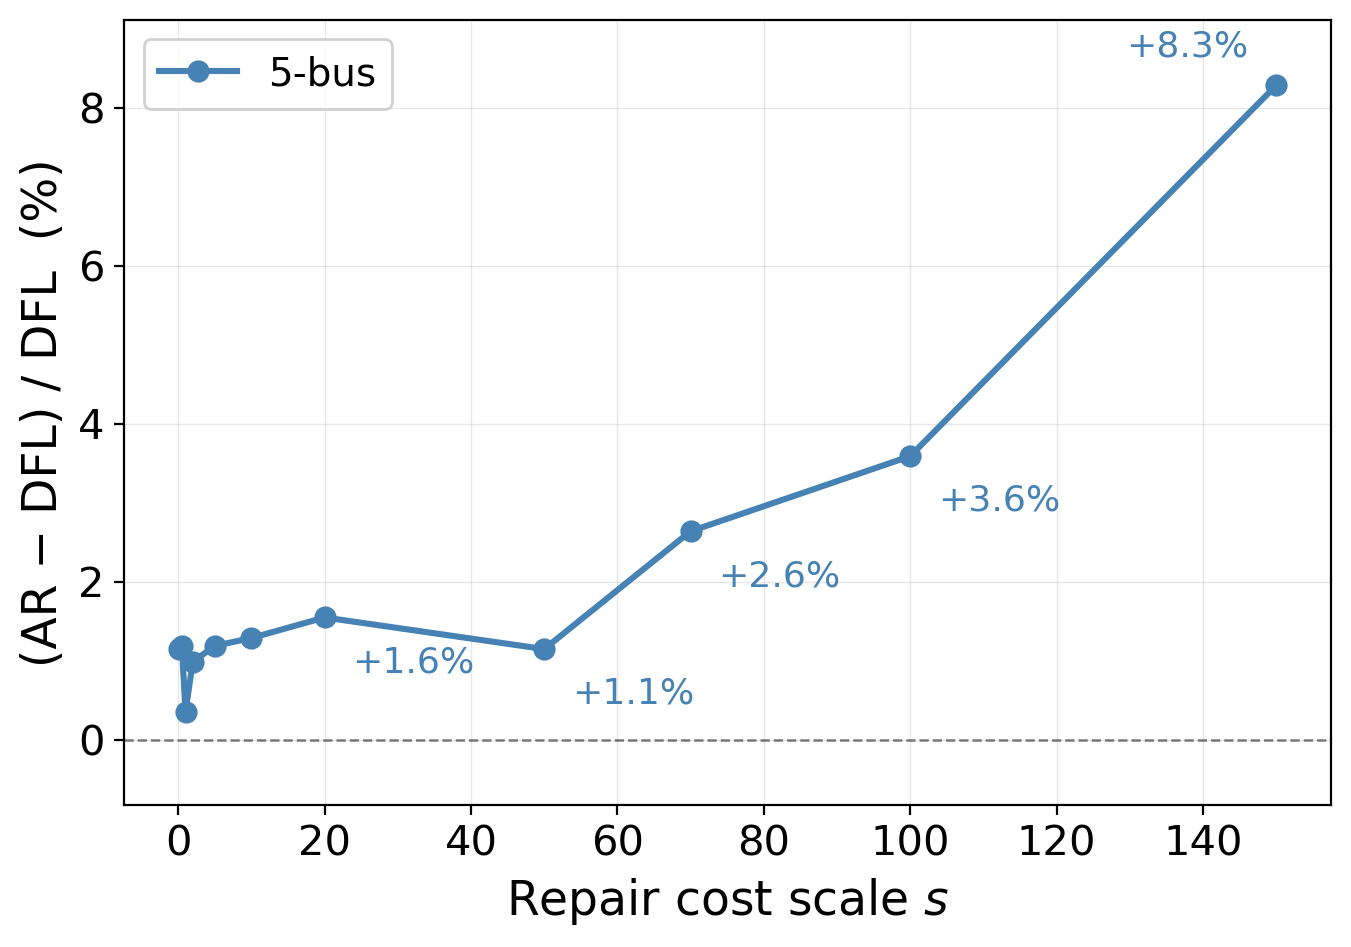 5-bus
+8.3%
+3.6%
+2.6%
+1.6%
+1.1%
8
6
4
2
0
(AR − DFL) / DFL (%)
0 20 40 60 80 100 120 140
Repair cost scale s